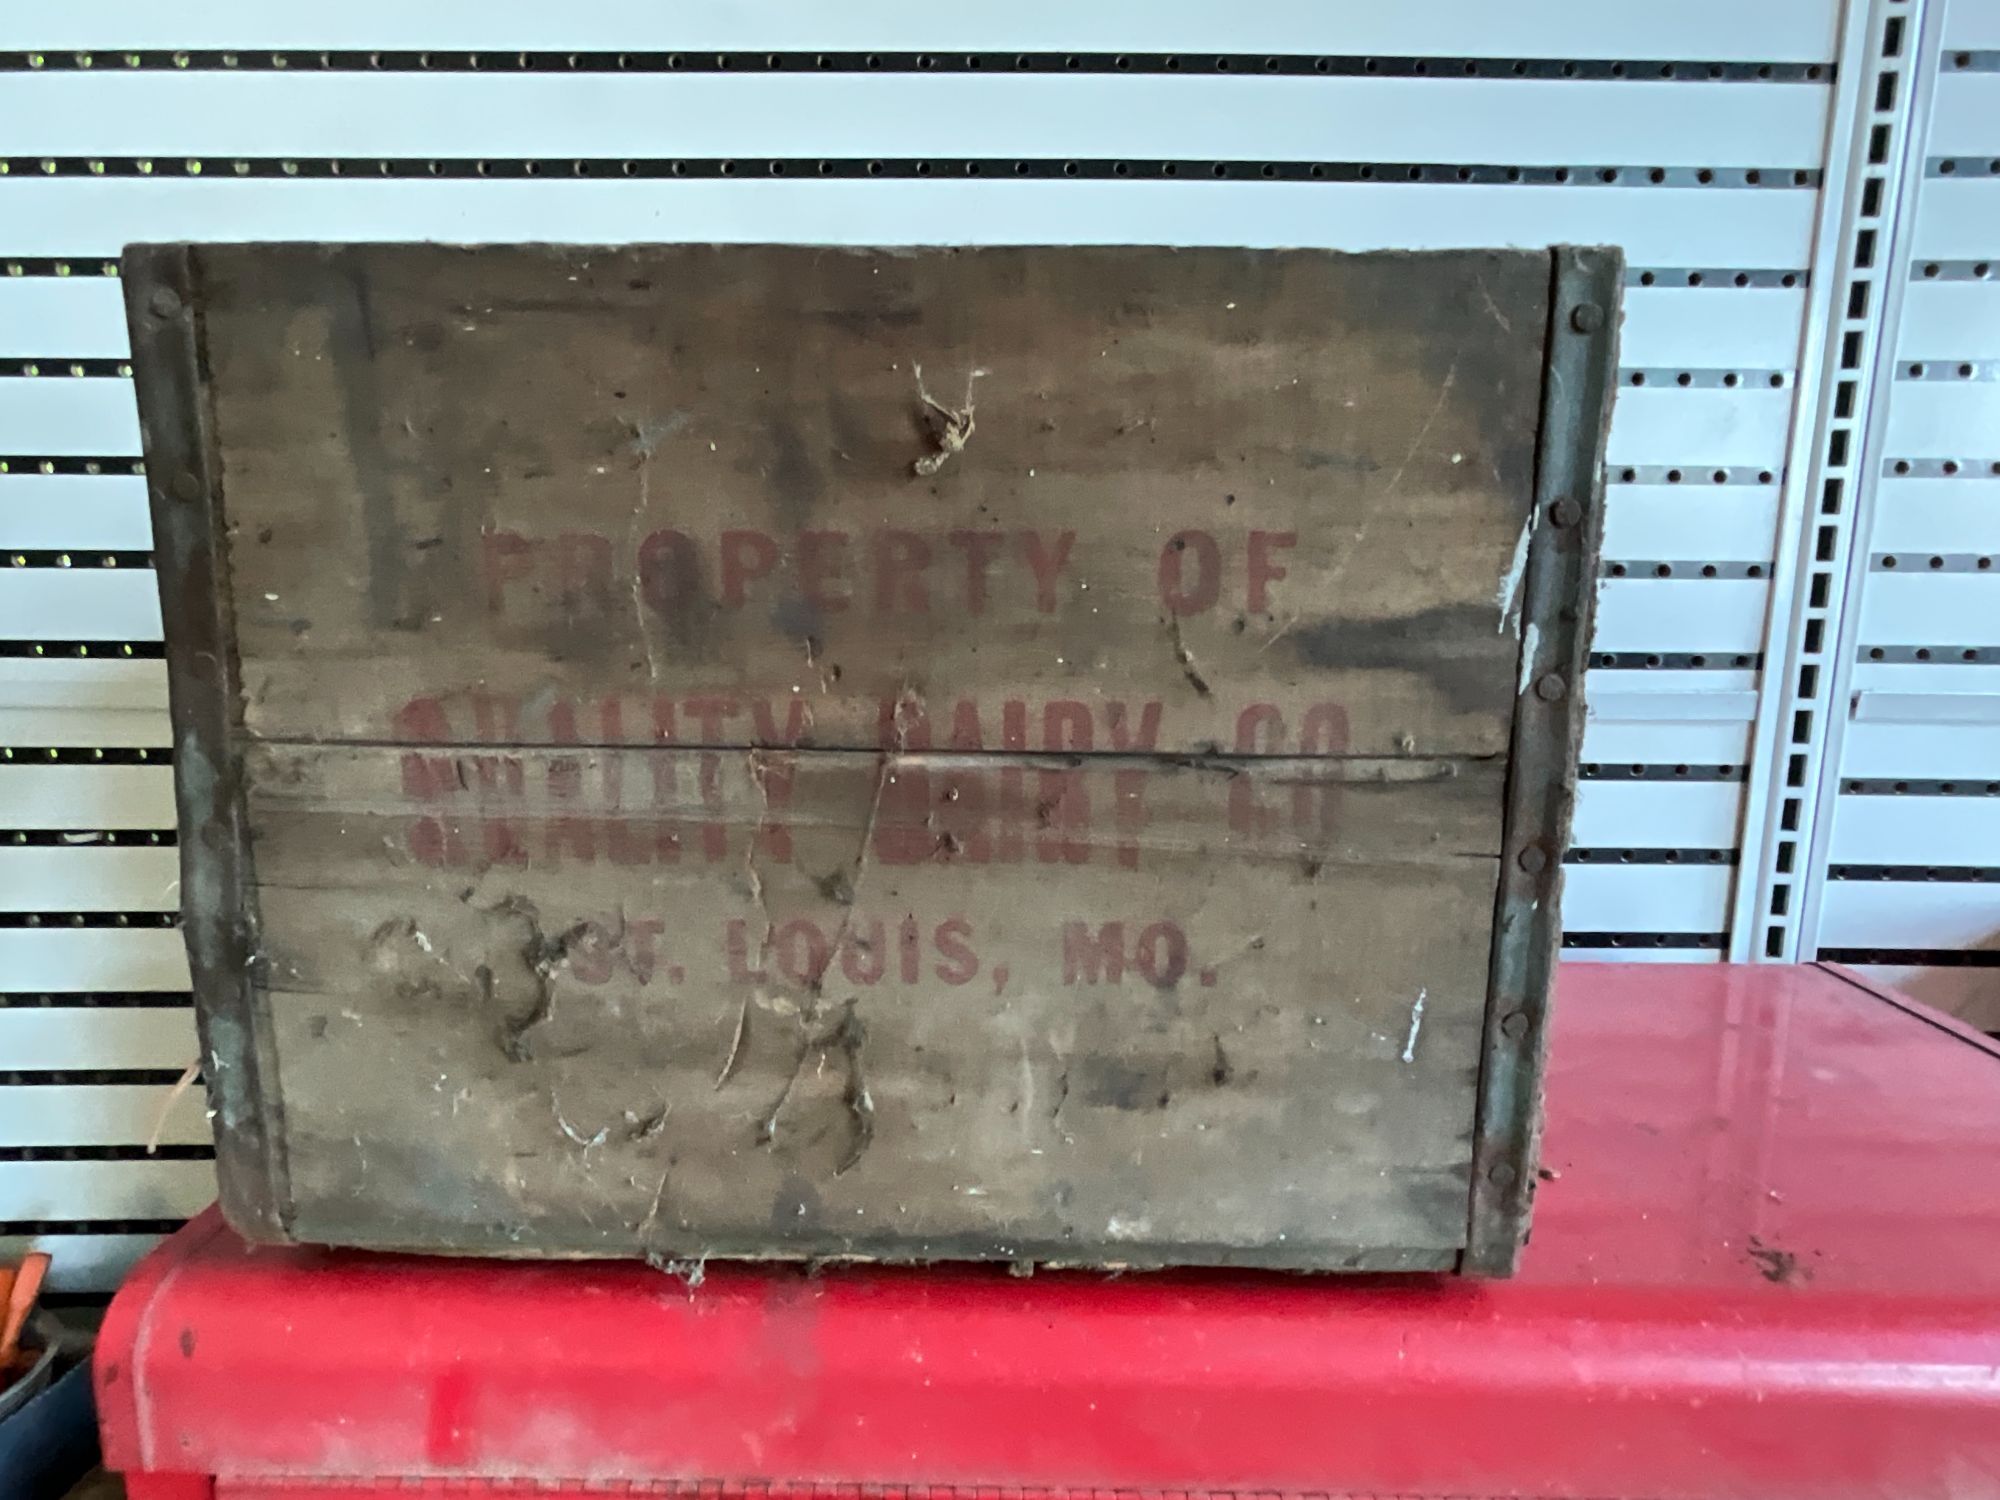 PROPERTY OF
QUALITY DAIRY CO
ST. LOUIS, MO.